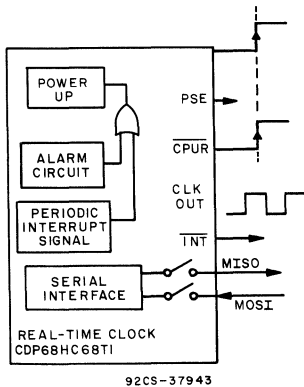 POWER
UP
PSE
CPUR
ALARM
CIRCUIT
CLK
OUT
PERIODIC
INTERRUPT
SIGNAL
INT
MISO
SERIAL
INTERFACE
MOSI
REAL-TIME CLOCK
CDP68HC68T1
92CS-37943